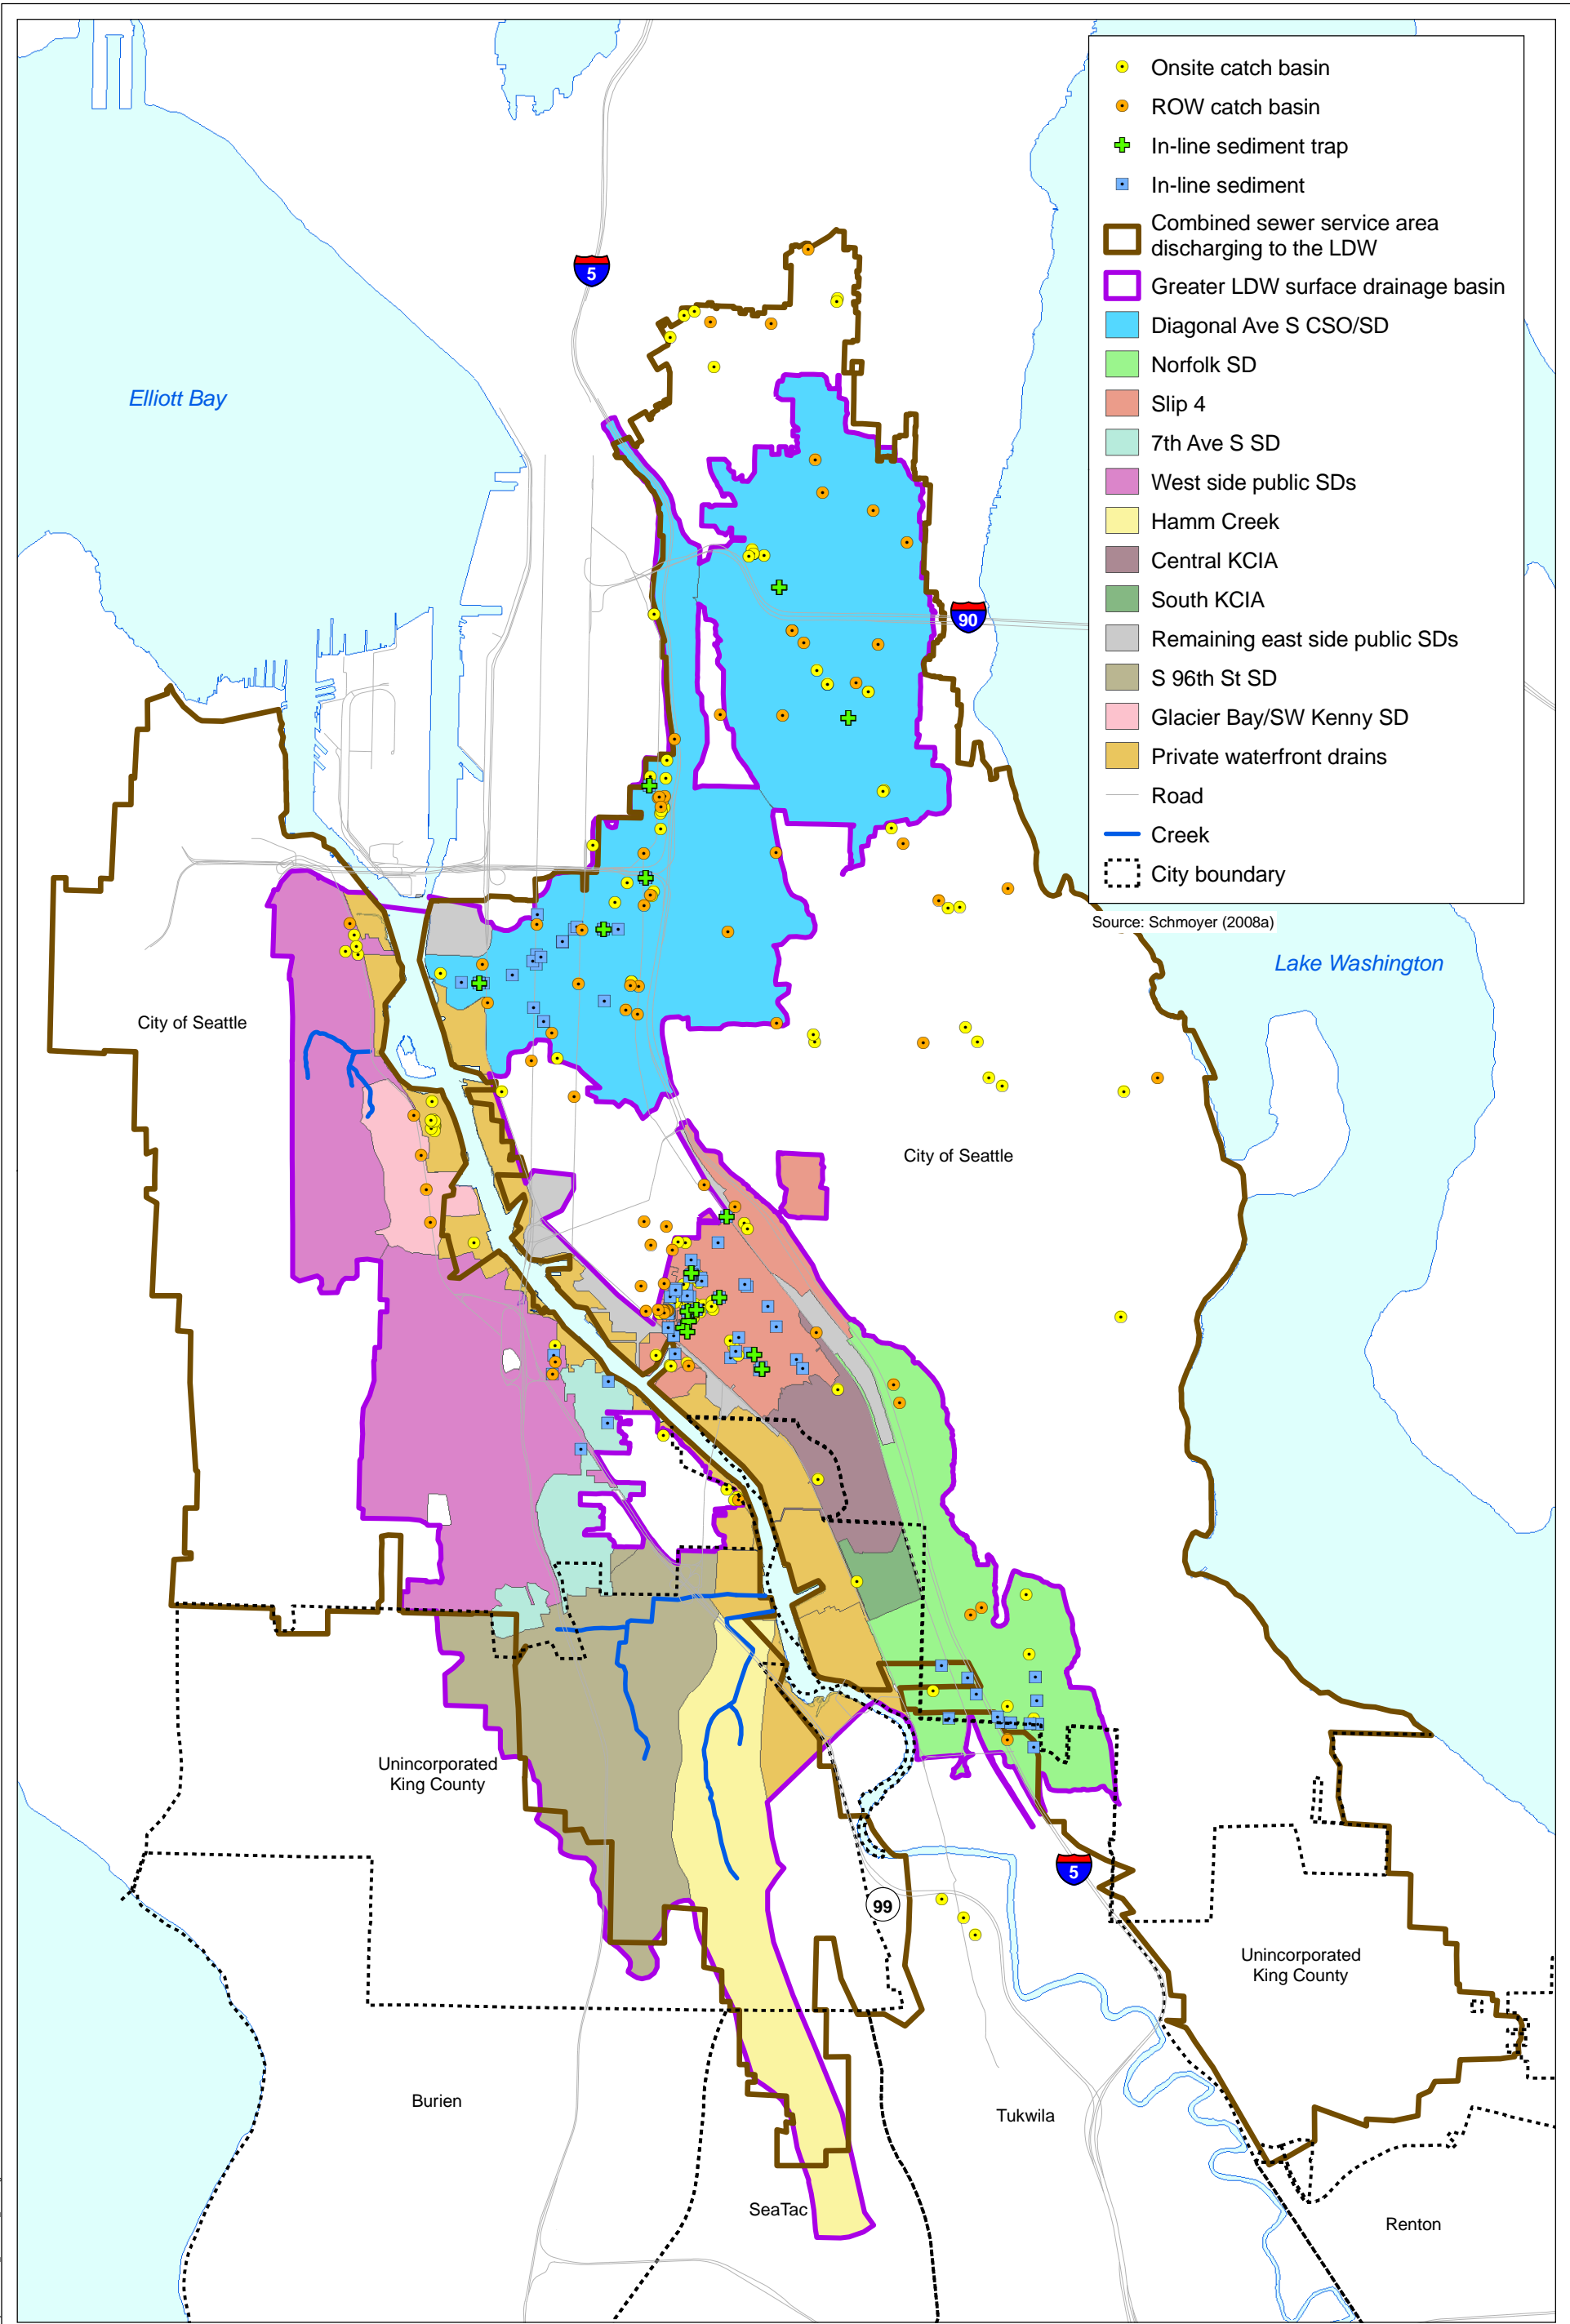 Onsite catch basin
ROW catch basin
In-line sediment trap
In-line sediment
Combined sewer service area
discharging to the LDW
Greater LDW surface drainage basin
Diagonal Ave S CSO/SD
Norfolk SD
Slip 4
7th Ave S SD
West side public SDs
Hamm Creek
Central KCIA
South KCIA
Remaining east side public SDs
S 96th St SD
Glacier Bay/SW Kenny SD
Private waterfront drains
Road
Creek
City boundary
Source: Schmoyer (2008a)
5
Elliott Bay
90
Lake Washington
City of Seattle
City of Seattle
Unincorporated
King County
5
99
Unincorporated
King County
Burien
Tukwila
SeaTac
Renton